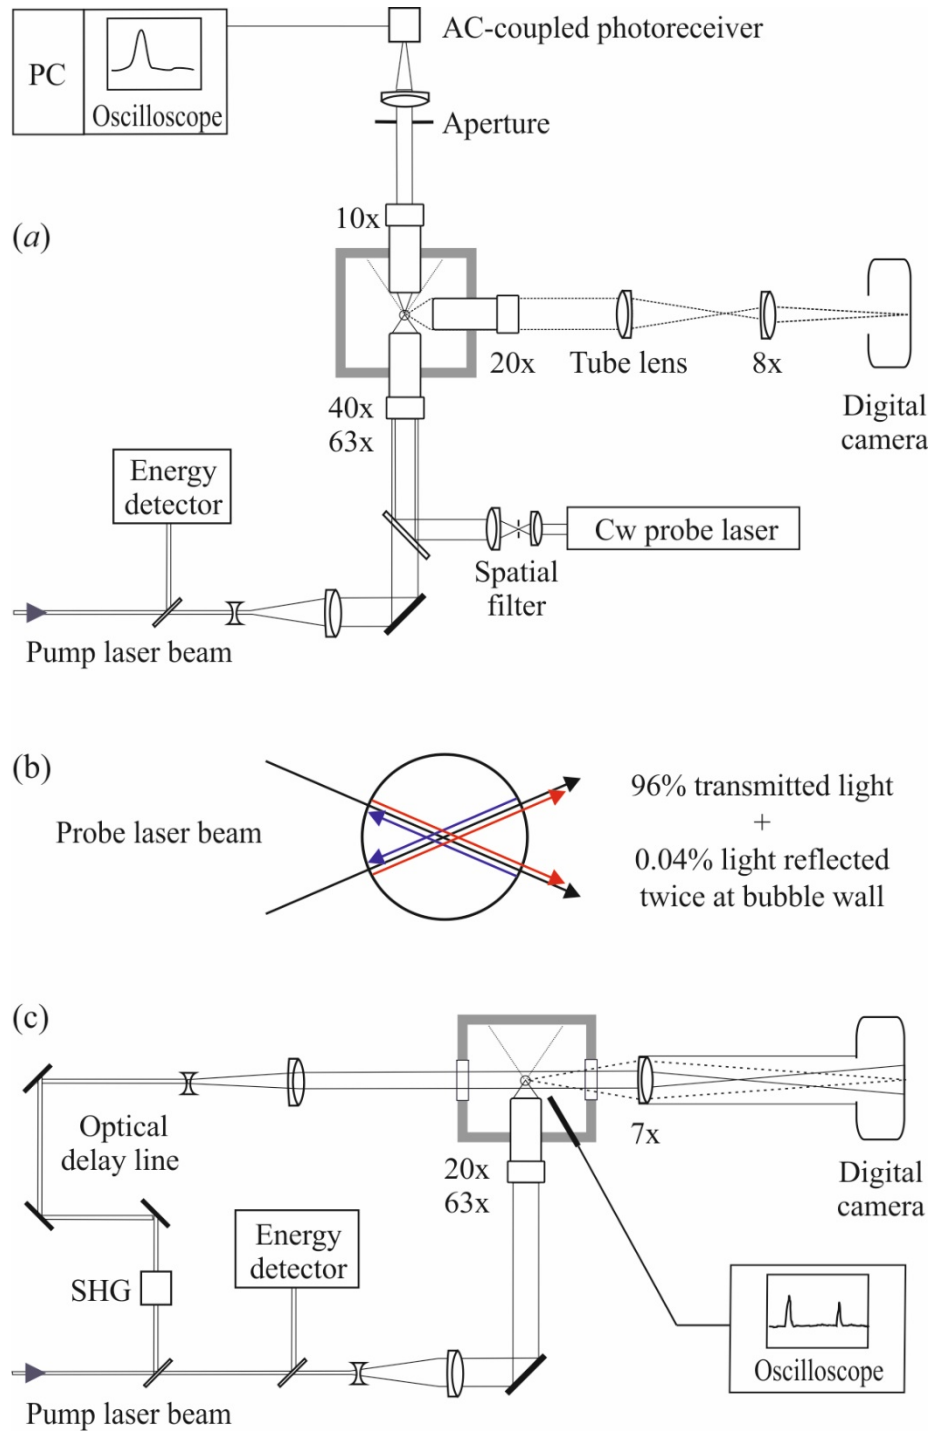 AC-coupled photoreceiver
PC
Oscilloscope
Aperture
10x
(a)
20x
Tube lens
8x
Digital
camera
40x
63x
Energy
detector
Cw probe laser
Spatial
filter
Pump laser beam
(b)
Probe laser beam
96% transmitted light
+
0.04% light reflected
twice at bubble wall
(c)
Optical
delay line
7x
Digital
camera
20x
63x
Energy
detector
SHG
Oscilloscope
Pump laser beam